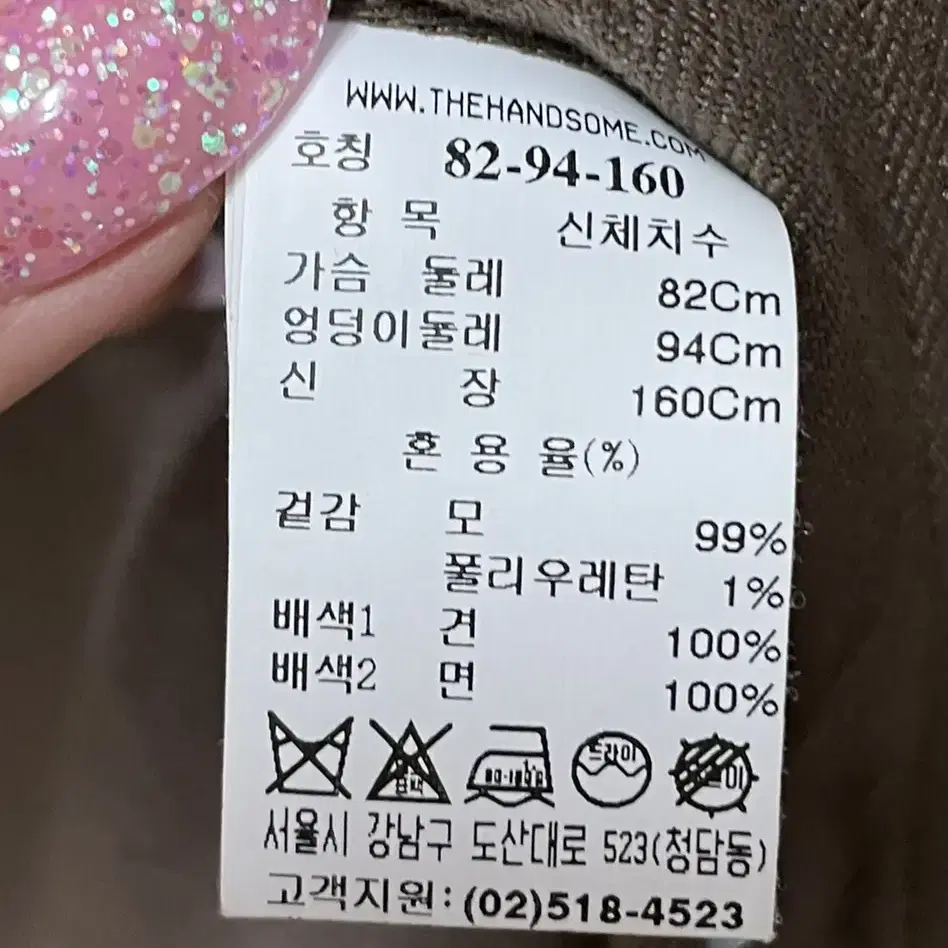 WWW.THEHANDSOME.COM
호칭 82-94-160
항 목 신체치수
가슴 둘레 82Cm
엉덩이둘레 94Cm
신 장 160Cm
혼 용 율(%)
겉감 모 99%
폴리우레탄 1%
배색1 견 100%
배색2 면 100%
드라이
서울시 강남구 도산대로 523(청담동)
고객지원: (02)518-4523